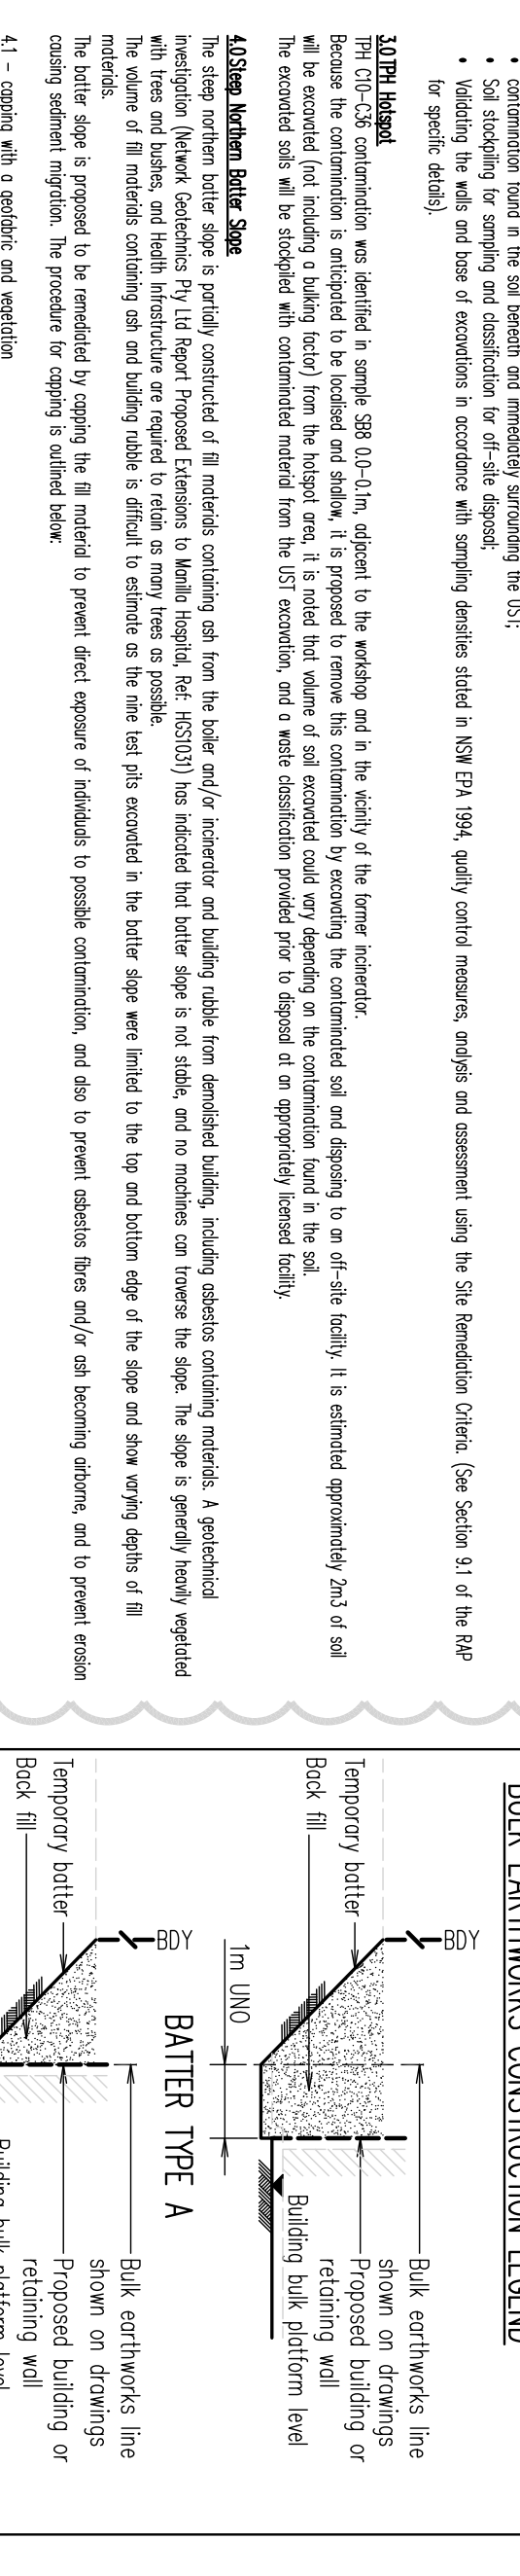 contamination found in the soil beneath and immediately surrounding the UST;
• Soil stockpiling for sampling and classification for off-site disposal;
• Validating the walls and base of excavations in accordance with sampling densities stated in NSW EPA 1994, quality control measures, analysis and assessment using the Site Remediation Criteria. (See Section 9.1 of the RAP
for specific details).
3.0 TPH Hotspot
TPH C10-C36 contamination was identified in sample SB8 0.0-0.1m, adjacent to the workshop and in the vicinity of the former incinerator.
Because the contamination is anticipated to be localised and shallow, it is proposed to remove this contamination by excavating the contaminated soil and disposing to an off-site facility. It is estimated approximately 2m3 of soil
will be excavated (not including a bulking factor) from the hotspot area, it is noted that volume of soil excavated could vary depending on the contamination found in the soil.
The excavated soils will be stockpiled with contaminated material from the UST excavation, and a waste classification provided prior to disposal at an appropriately licensed facility.
4.0 Steep Northern Batter Slope
The steep northern batter slope is partially constructed of fill materials containing ash from the boiler and/or incinerator and building rubble from demolished building, including asbestos containing materials. A geotechnical
investigation (Network Geotechnics Pty Ltd Report Proposed Extensions to Manilla Hospital, Ref: HGS1031) has indicated that batter slope is not stable, and no machines can traverse the slope. The slope is generally heavily vegetated
with trees and bushes, and Health Infrastructure are required to retain as many trees as possible.
The volume of fill materials containing ash and building rubble is difficult to estimate as the nine test pits excavated in the batter slope were limited to the top and bottom edge of the slope and show varying depths of fill
materials.
The batter slope is proposed to be remediated by capping the fill material to prevent direct exposure of individuals to possible contamination, and also to prevent asbestos fibres and/or ash becoming airborne, and to prevent erosion
causing sediment migration. The procedure for capping is outlined below:
4.1 - capping with a geofabric and vegetation
BULK EARTHWORKS CONSTRUCTION LEGEND
BDY
Bulk earthworks line
shown on drawings
Temporary batter
Proposed building or
retaining wall
Back fill
Building bulk platform level
1m UNO
BATTER TYPE A
BDY
Bulk earthworks line
shown on drawings
Temporary batter
Proposed building or
retaining wall
Back fill
Building bulk platform level